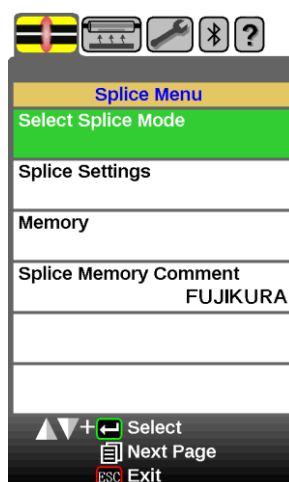 ?
Splice Menu
Select Splice Mode
Splice Settings
Memory
Splice Memory Comment
FUJIKURA
+ Select
Next Page
ESC Exit